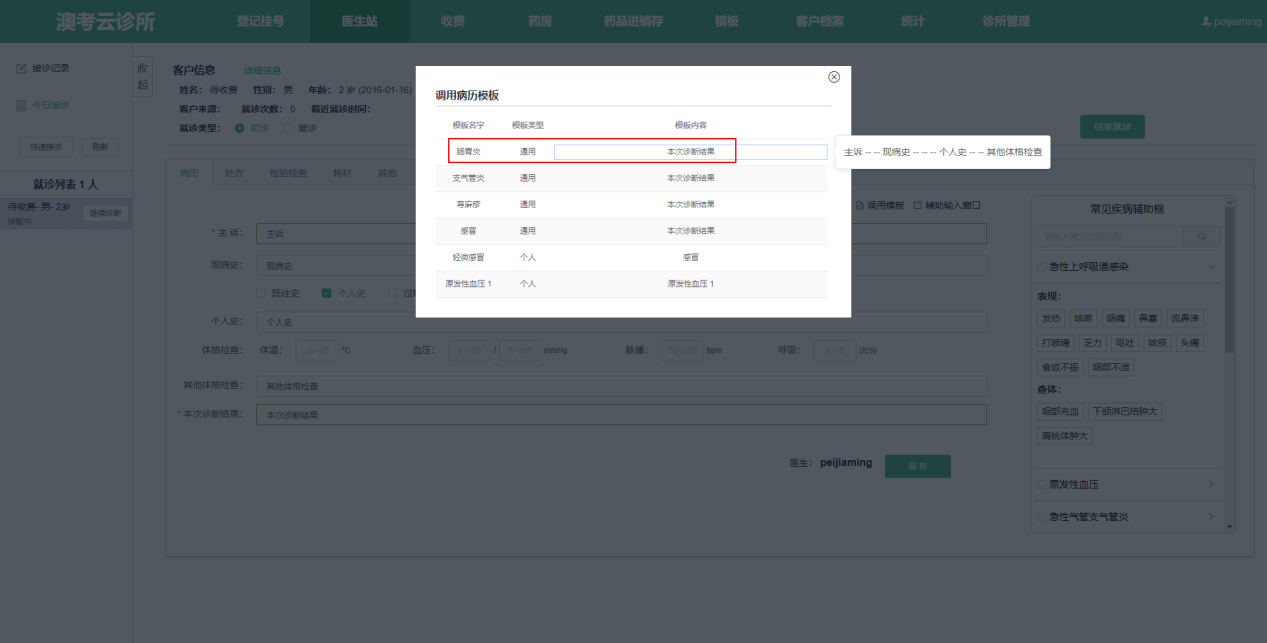 澳考云诊所 登记挂号 医生站 收费 药房 药品进销存 模板 客户档案 统计 诊所管理 peijiaming
接诊记录
今日接诊
快速接诊 刷新
就诊列表 1 人
待收费- 男- 2岁
诊断中
继续诊断
收起
客户信息 详细信息
姓名： 待收费 性别： 男 年龄： 2 岁 (2016-01-16)
客户来源： 就诊次数： 0 最近就诊时间：
就诊类型： 初诊 复诊
结束就诊
病历 处方 检验检查 耗材 其他
调用模板 辅助输入窗口
* 主 诉： 主诉
现病史： 现病史
既往史 个人史
个人史： 个人史
体格检查： 体温： °C 血压： / mmHg 脉搏： bpm 呼吸： 次/分
其他体格检查： 其他体格检查
* 本次诊断结果： 本次诊断结果
医生： peijiaming 保 存
调用病历模板
模板名字 模板类型 模板内容
肠胃炎 通用 本次诊断结果
支气管炎 通用 本次诊断结果
荨麻疹 通用 本次诊断结果
感冒 通用 本次诊断结果
轻微感冒 个人 感冒
原发性血压 1 个人 原发性血压 1
主诉 -- -- 现病史 -- -- -- 个人史 -- -- 其他体格检查
常见疾病辅助框
急性上呼吸道感染
表现：
发热 咳嗽 咽痛 鼻塞 流鼻涕
打喷嚏 乏力 呕吐 咳痰 头痛
食欲不振 咽部不适
查体：
咽部充血 下颌淋巴结肿大
扁桃体肿大
原发性血压
急性气管支气管炎